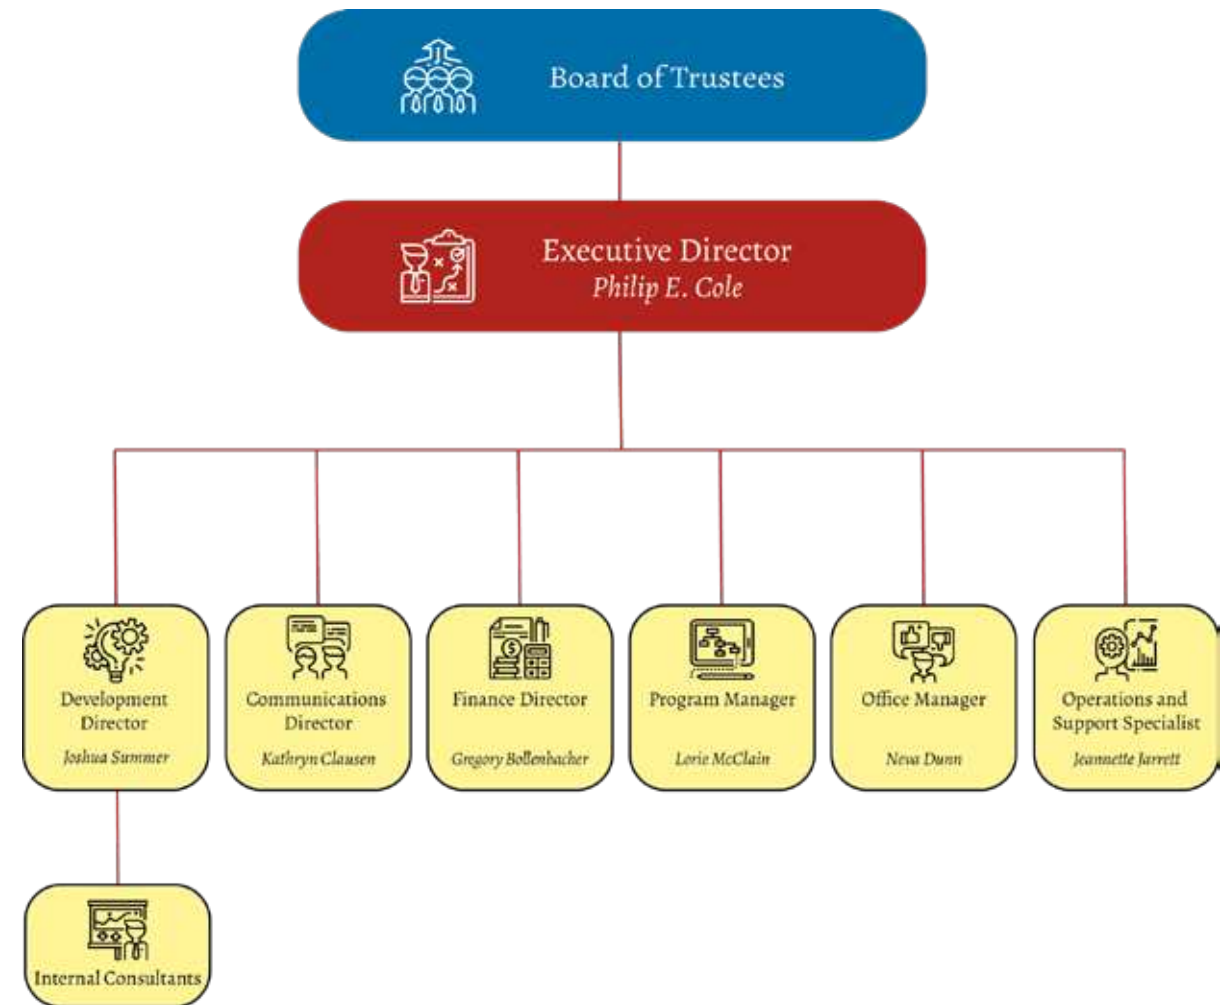 Board of Trustees
Executive Director
Philip E. Cole
Development
Director
Joshua Summer
Communications
Director
Kathryn Clausen
Finance Director
Gregory Bollenbacher
Program Manager
Lorie McClain
Office Manager
Neva Dunn
Operations and
Support Specialist
Jeannette Jarrett
Internal Consultants